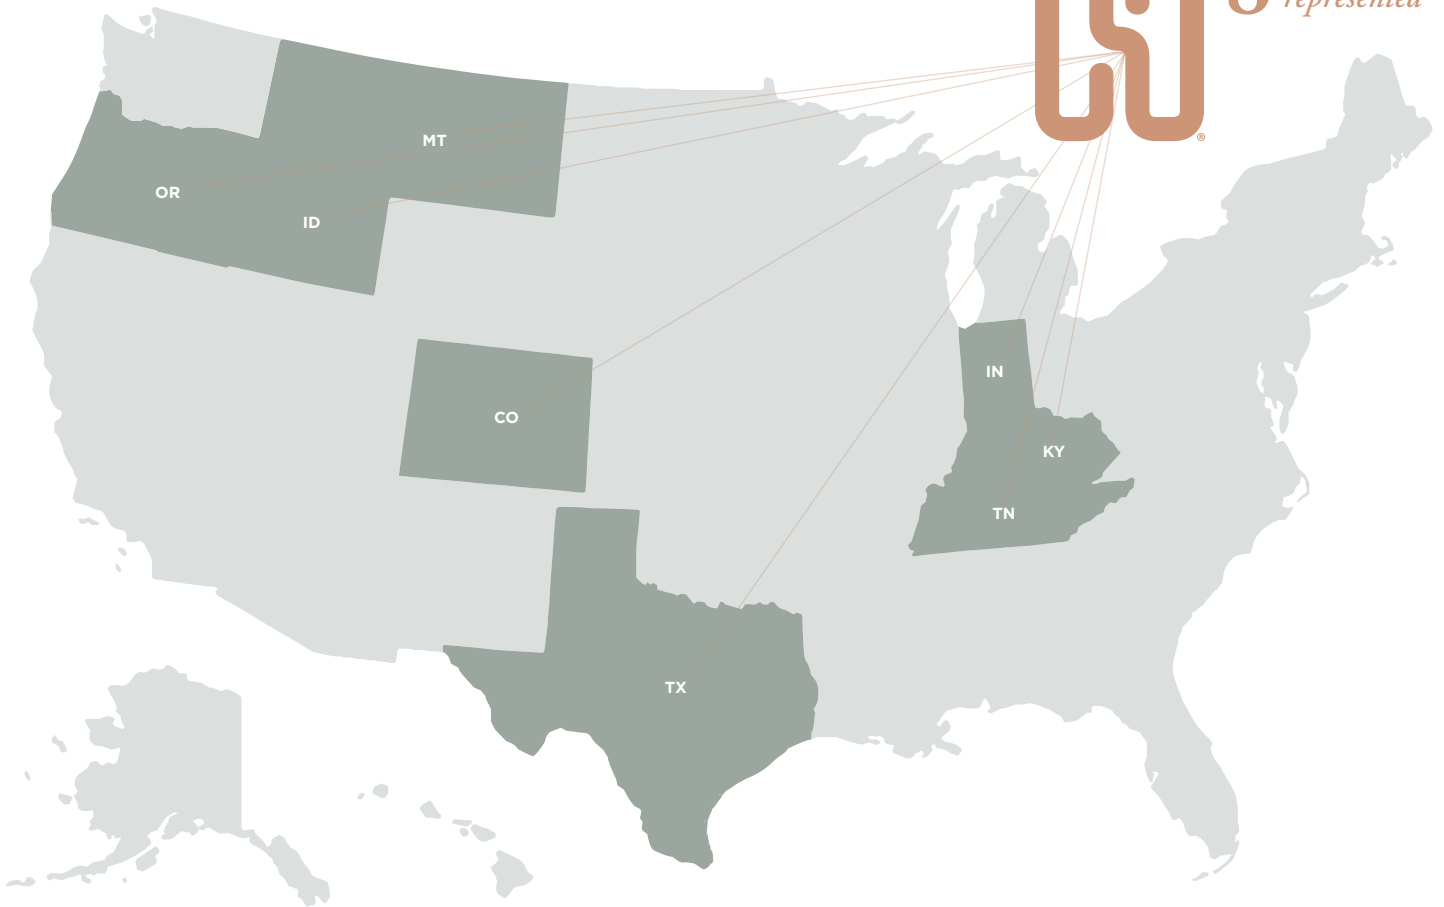 represented
®
MT
OR
ID
IN
CO
KY
TN
TX